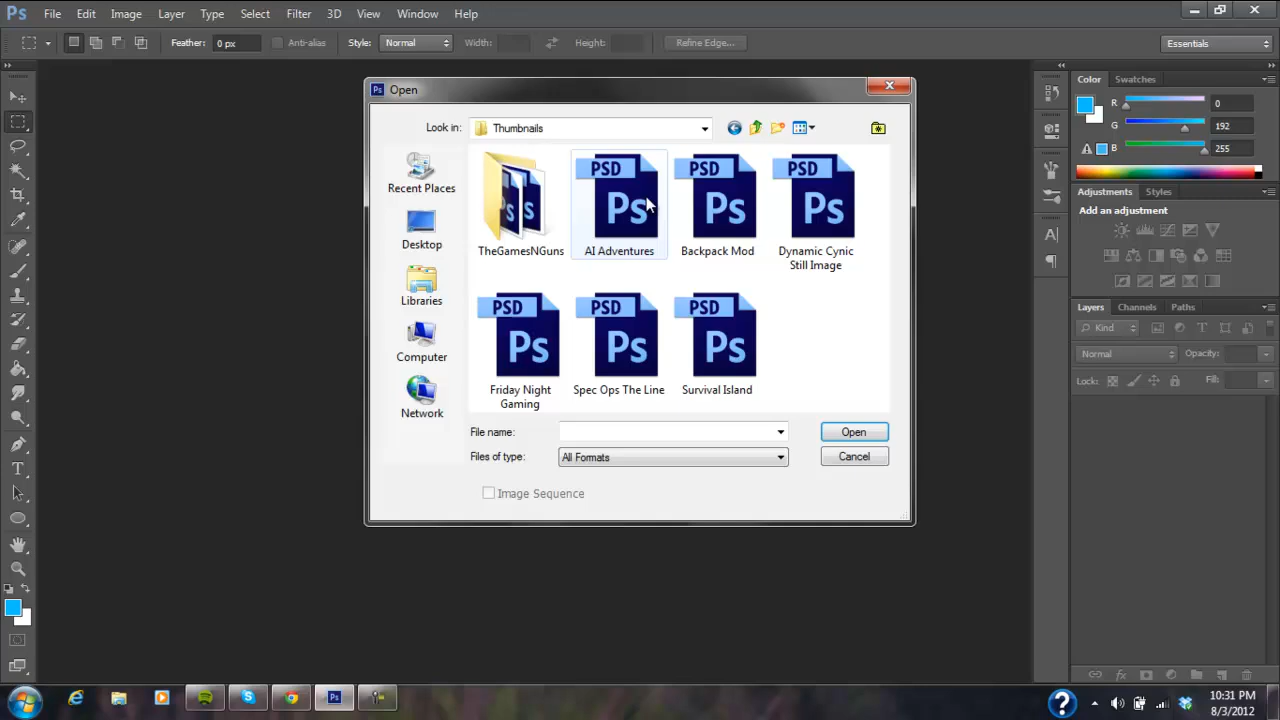 Ps File Edit Image Layer Type Select Filter 3D View Window Help
Feather: 0 px Anti-alias Style: Normal Width: Height: Refine Edge... Essentials
Ps Open
Look in: Thumbnails
Recent Places
Desktop
Libraries
Computer
Network
TheGamesNGuns
PSD
Ps
AI Adventures
PSD
Ps
Backpack Mod
PSD
Ps
Dynamic Cynic
Still Image
PSD
Ps
Friday Night
Gaming
PSD
Ps
Spec Ops The Line
PSD
Ps
Survival Island
File name: Open
Files of type: All Formats Cancel
Image Sequence
Color Swatches
R 0
G 192
B 255
Adjustments Styles
Add an adjustment
Layers Channels Paths
Kind
Normal Opacity:
Lock: Fill:
10:31 PM
8/3/2012